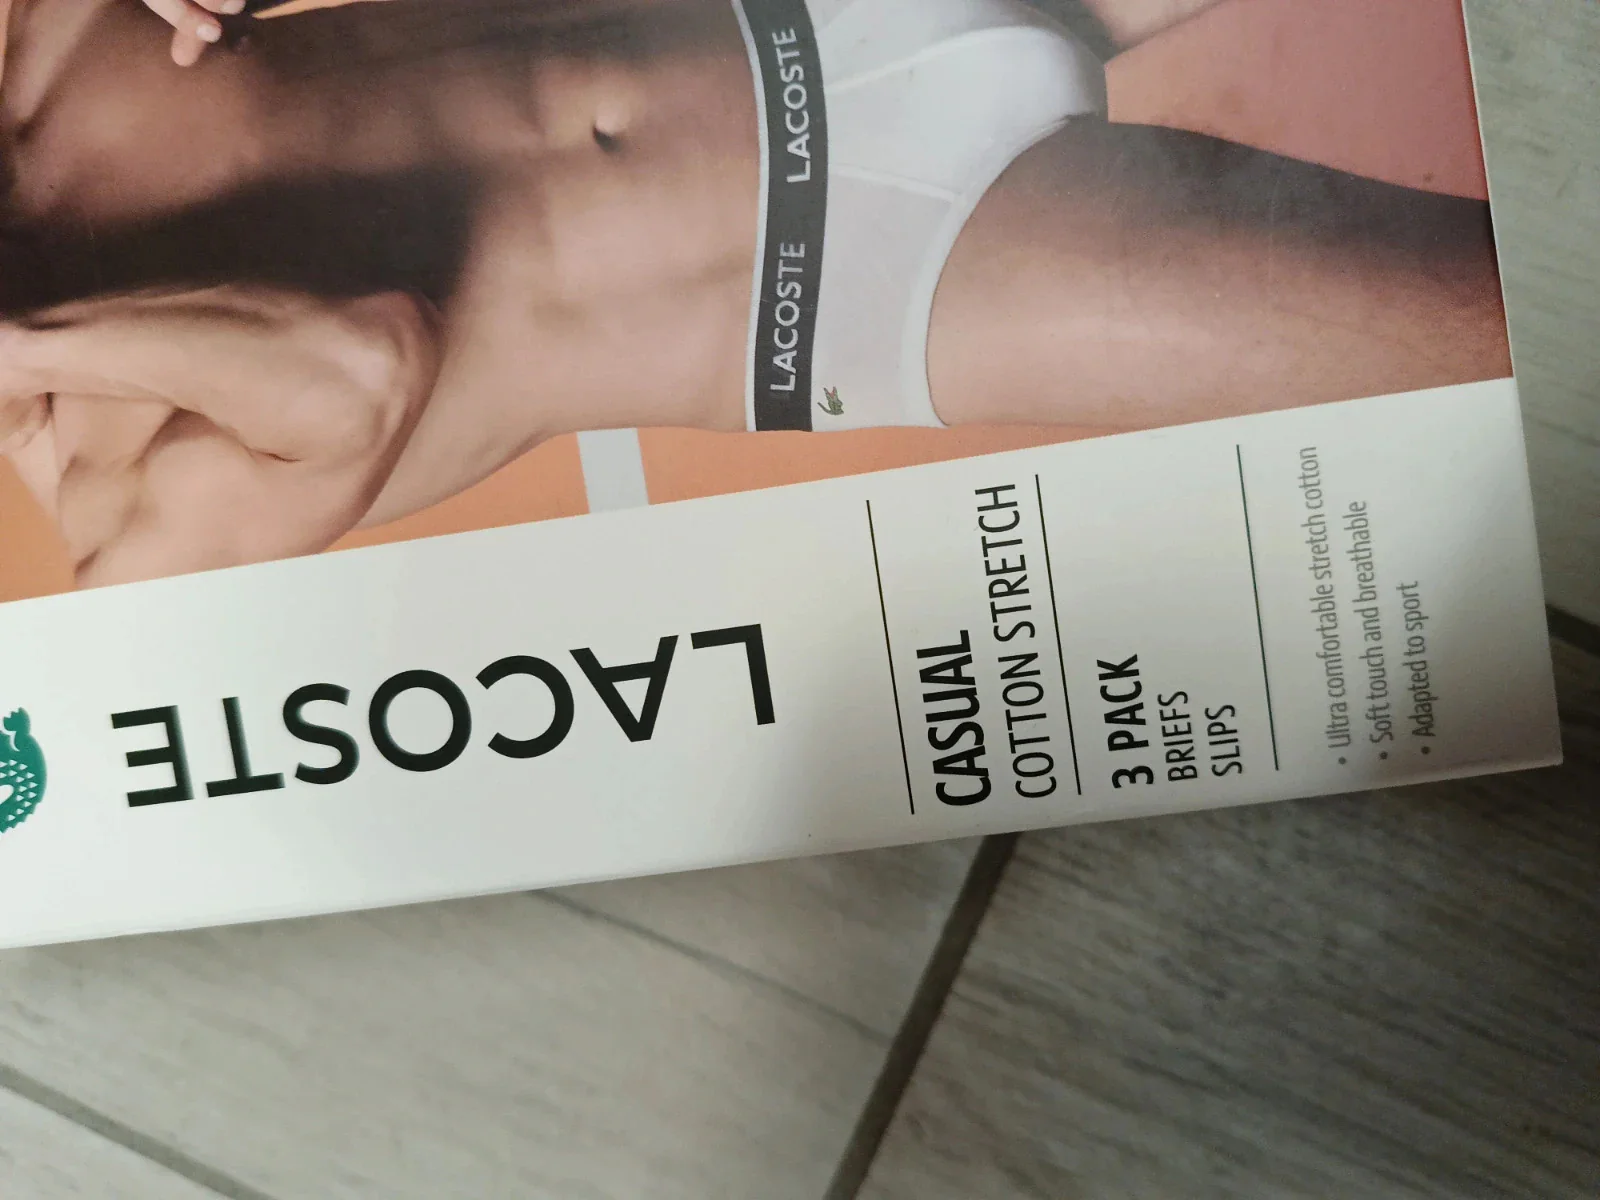 LACOSTE LACOSTE
LACOSTE
CASUAL
COTTON STRETCH
3 PACK
BRIEFS
SLIPS
• Ultra comfortable stretch cotton
• Soft touch and breathable
• Adapted to sport